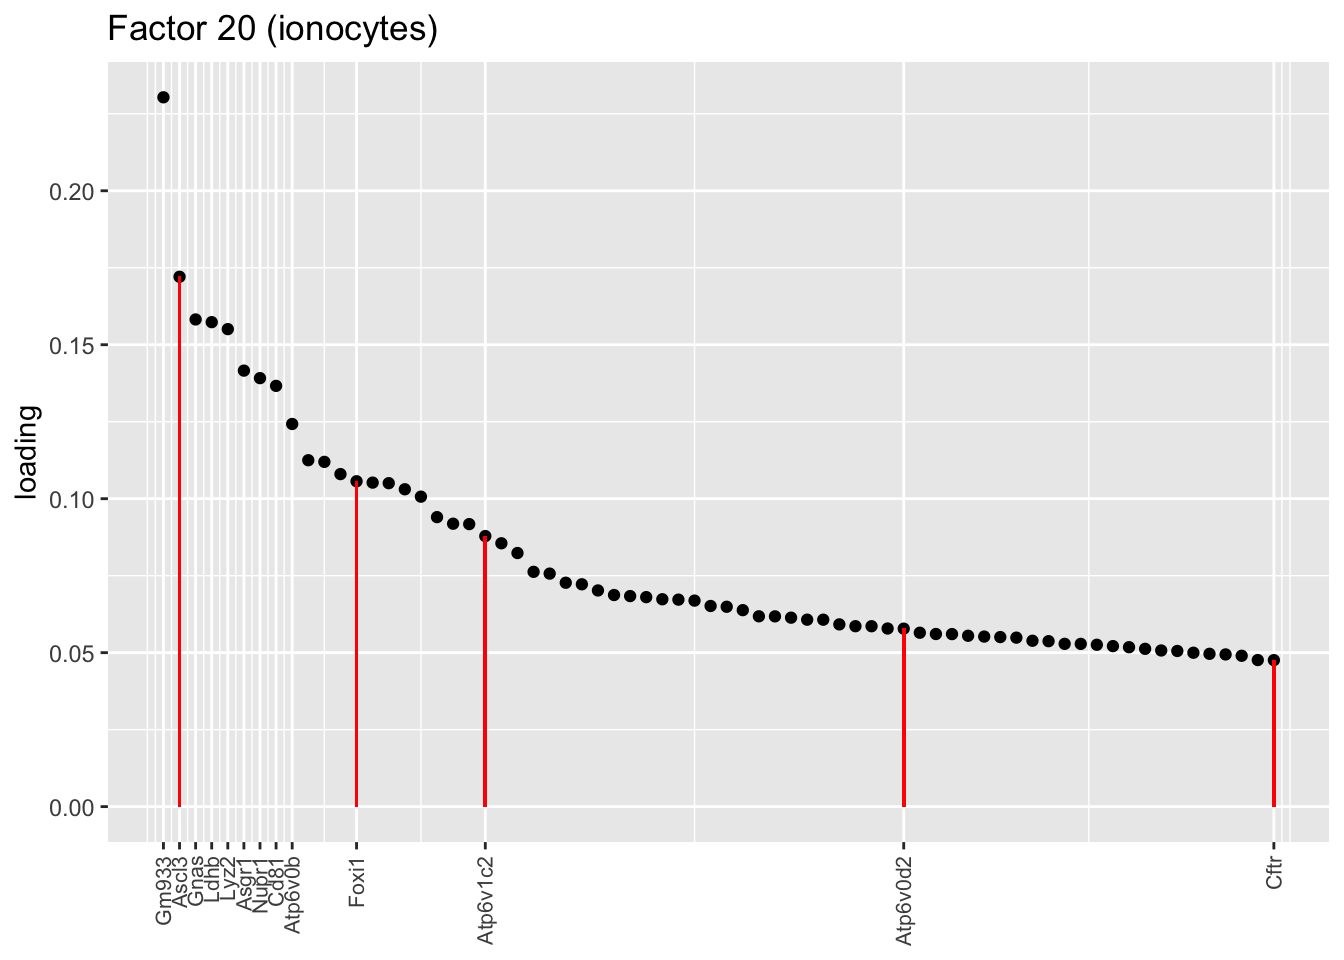 Factor 20 (ionocytes)
loading
0.20
0.15
0.10
0.05
0.00
Gm933
Ascl3
Gnas
Ldhb
Lyz2
Asgr1
Nupr1
Cd81
Atp6v0b
Foxi1
Atp6v1c2
Atp6v0d2
Cftr